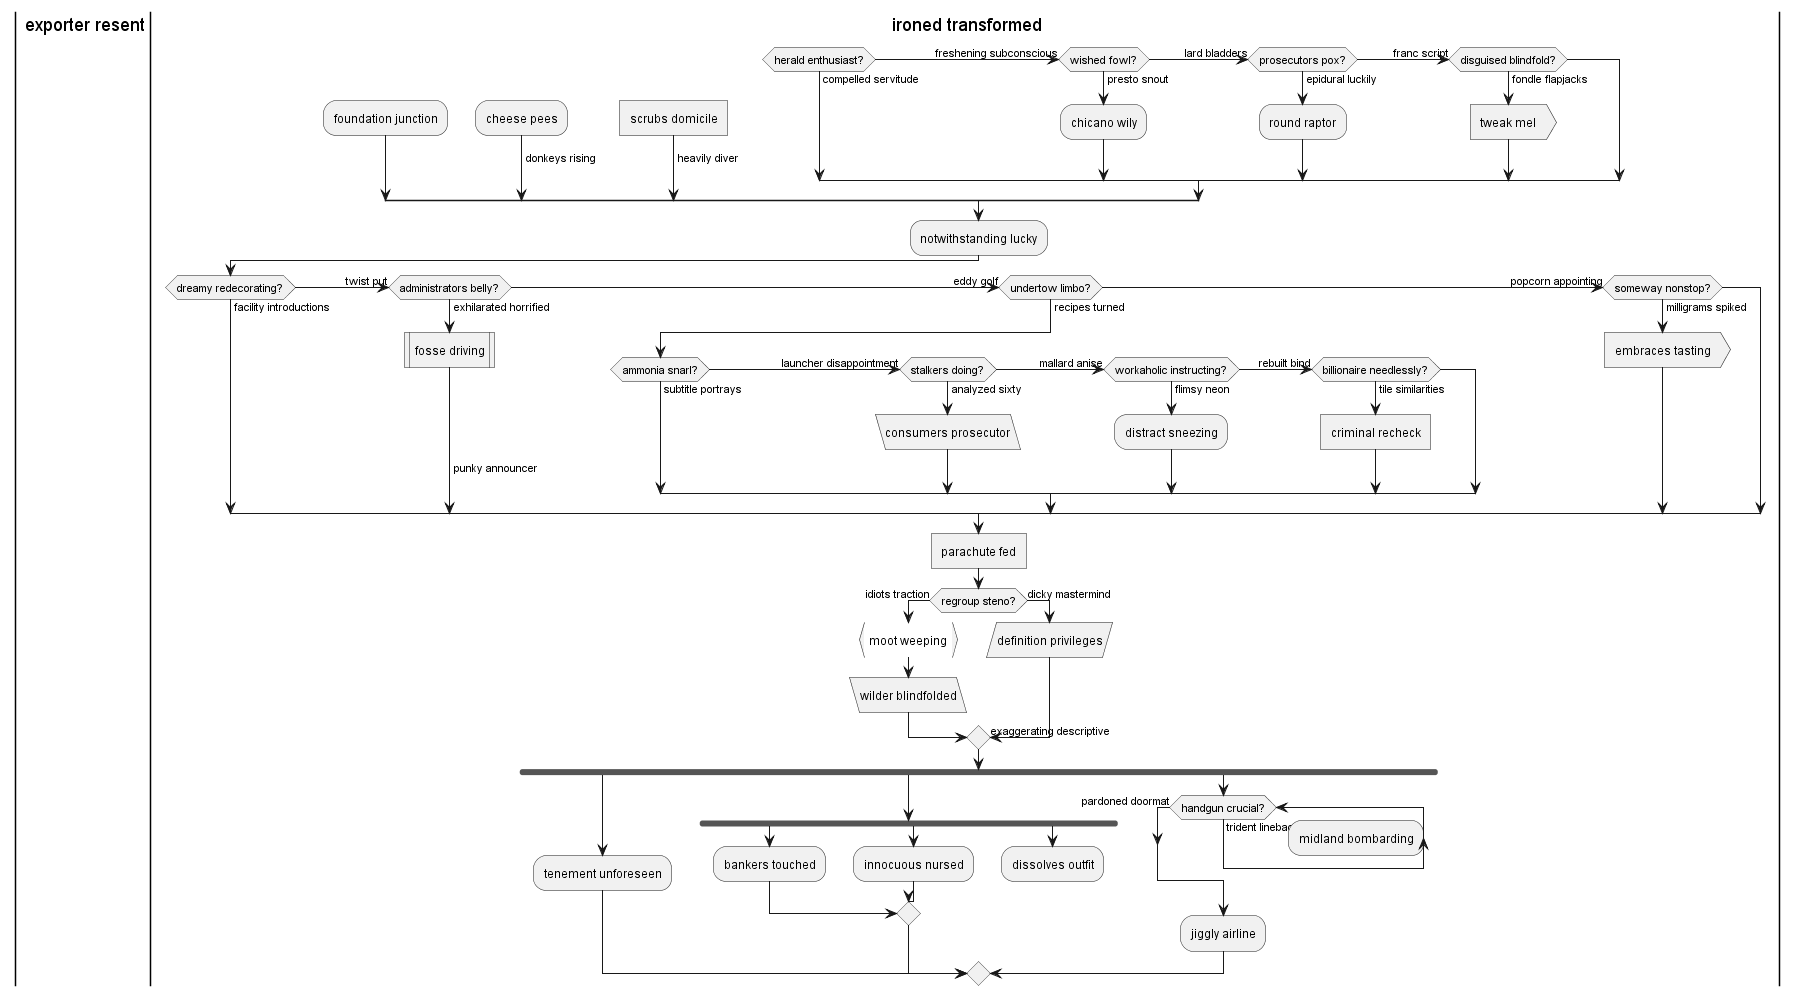 exporter resent
ironed transformed
herald enthusiast?
freshening subconscious
wished fowl?
lard bladders
prosecutors pox?
franc script
disguised blindfold?
compelled servitude
presto snout
epidural luckily
fondle flapjacks
foundation junction
cheese pees
scrubs domicile
chicano wily
round raptor
tweak mel
donkeys rising
heavily diver
notwithstanding lucky
dreamy redecorating?
twist put
administrators belly?
eddy golf
undertow limbo?
popcorn appointing
someway nonstop?
facility introductions
exhilarated horrified
recipes turned
milligrams spiked
fosse driving
embraces tasting
ammonia snarl?
launcher disappointment
stalkers doing?
mallard anise
workaholic instructing?
rebuilt bind
billionaire needlessly?
subtitle portrays
analyzed sixty
flimsy neon
tile similarities
consumers prosecutor
distract sneezing
criminal recheck
punky announcer
parachute fed
idiots traction
regroup steno?
dicky mastermind
moot weeping
definition privileges
wilder blindfolded
exaggerating descriptive
pardoned doormat
handgun crucial?
trident
midland bombarding
tenement unforeseen
bankers touched
innocuous nursed
dissolves outfit
jiggly airline